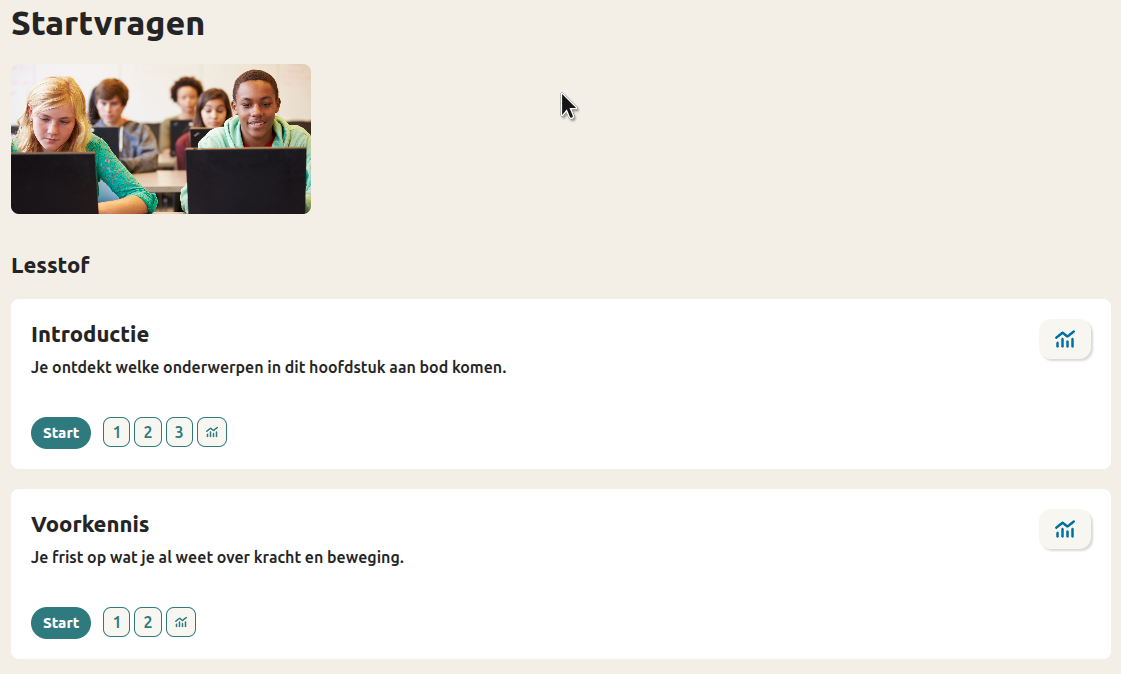 Startvragen
Lesstof
Introductie
Je ontdekt welke onderwerpen in dit hoofdstuk aan bod komen.
Start 1 2 3
Voorkennis
Je frist op wat je al weet over kracht en beweging.
Start 1 2